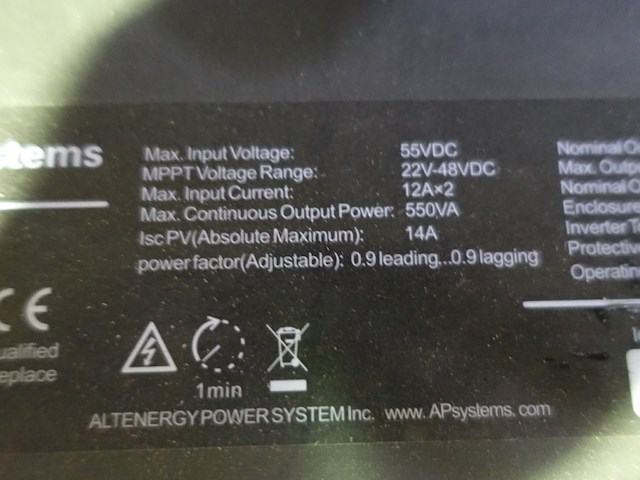 stems
Max. Input Voltage: 55VDC
MPPT Voltage Range: 22V-48VDC
Max. Input Current: 12A×2
Max. Continuous Output Power: 550VA
Isc PV(Absolute Maximum): 14A
power factor(Adjustable): 0.9 leading...0.9 lagging
Nominal O
Max. Outp
Nominal O
Enclosure
Inverter To
Protective
Operatin
CE
ualified
eplace
1min
ALTENERGY POWER SYSTEM Inc. www. APsystems. com